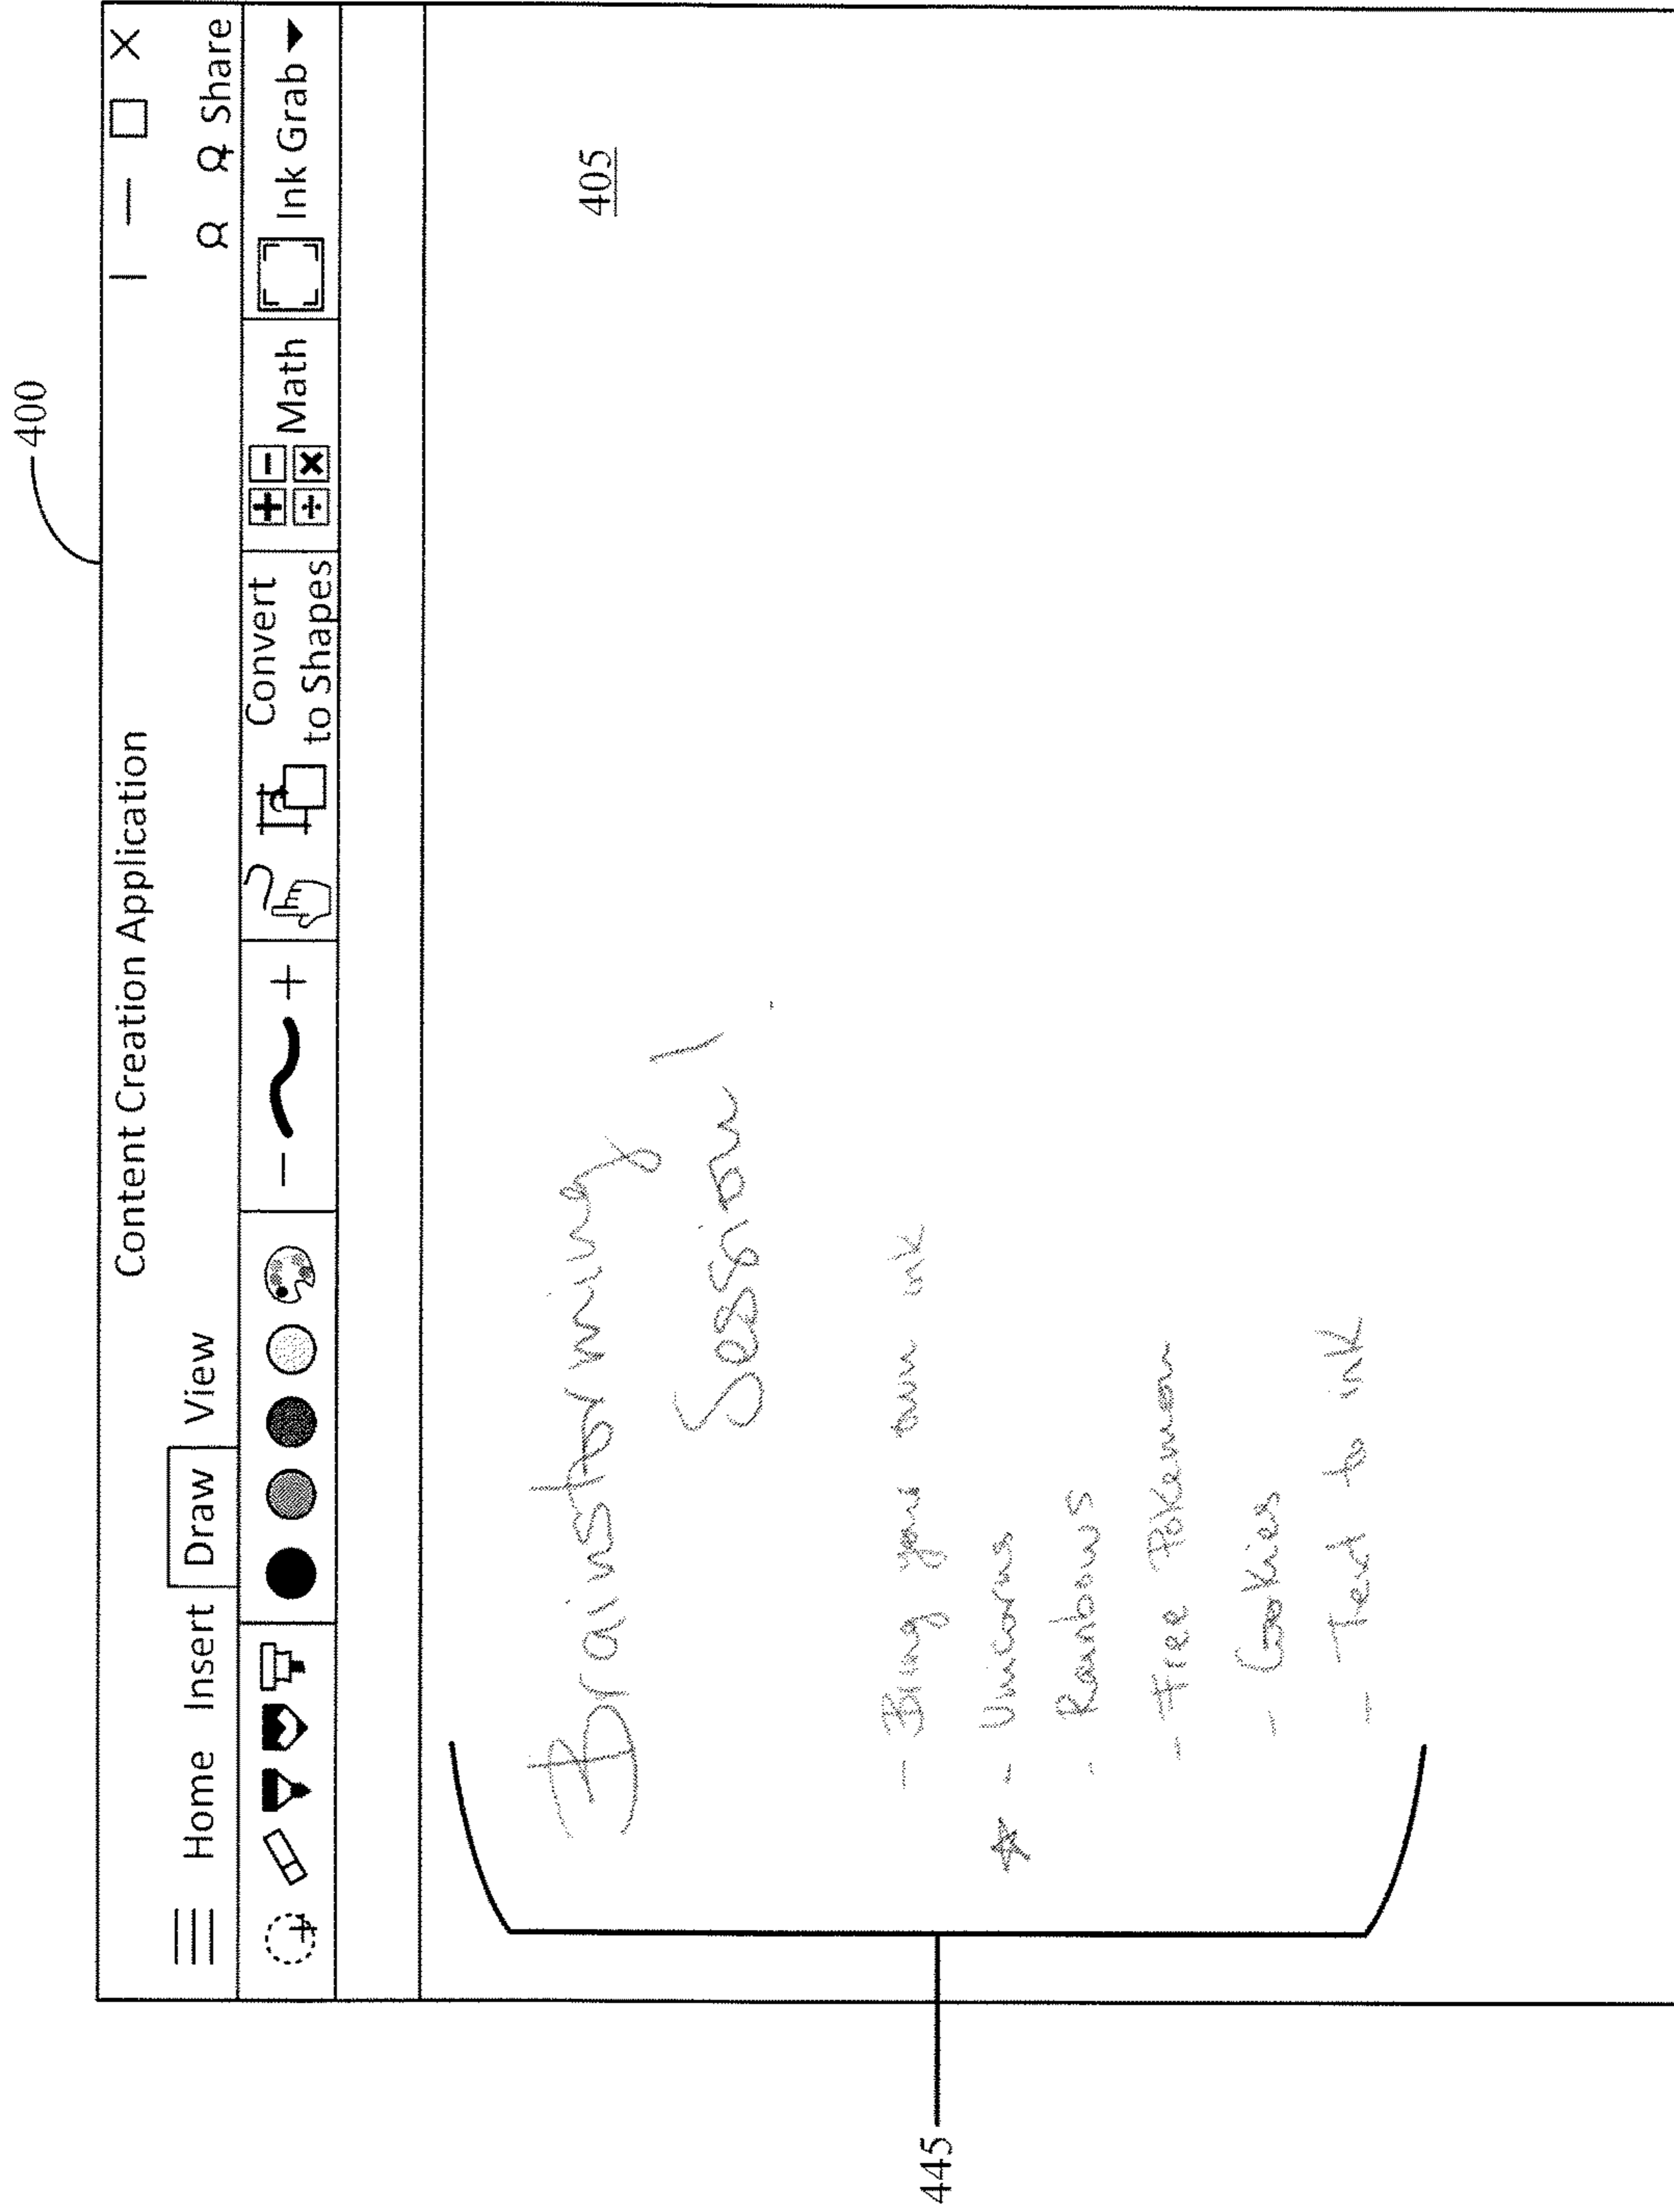 400
Content Creation Application
Home Insert Draw View
Share
Convert
to Shapes
Math
Ink Grab
405
Brainstorming
Session!
- Bring your own ink
- Unicorns
- Rainbows
- Free Pokemon
- Cookies
- Text to ink
445